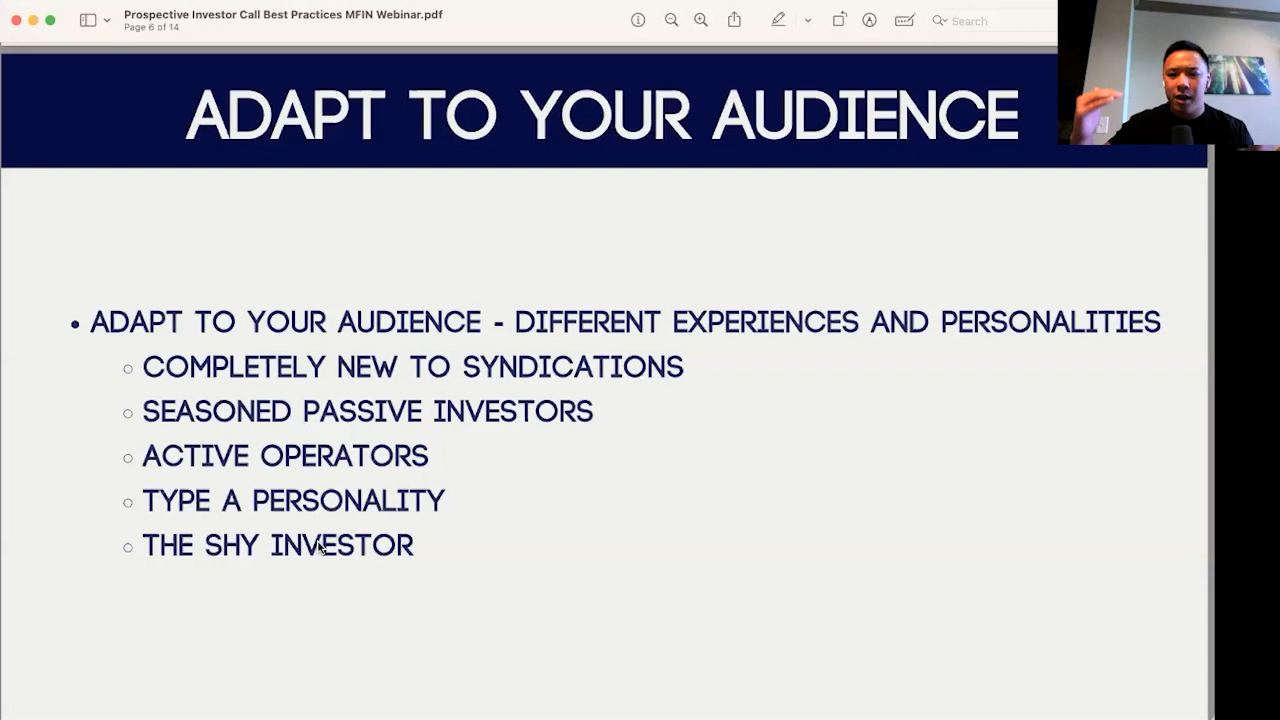 Prospective Investor Call Best Practices MFIN Webinar.pdf
Page 6 of 14
Search
ADAPT TO YOUR AUDIENCE
• ADAPT TO YOUR AUDIENCE - DIFFERENT EXPERIENCES AND PERSONALITIES
○ COMPLETELY NEW TO SYNDICATIONS
○ SEASONED PASSIVE INVESTORS
○ ACTIVE OPERATORS
○ TYPE A PERSONALITY
○ THE SHY INVESTOR